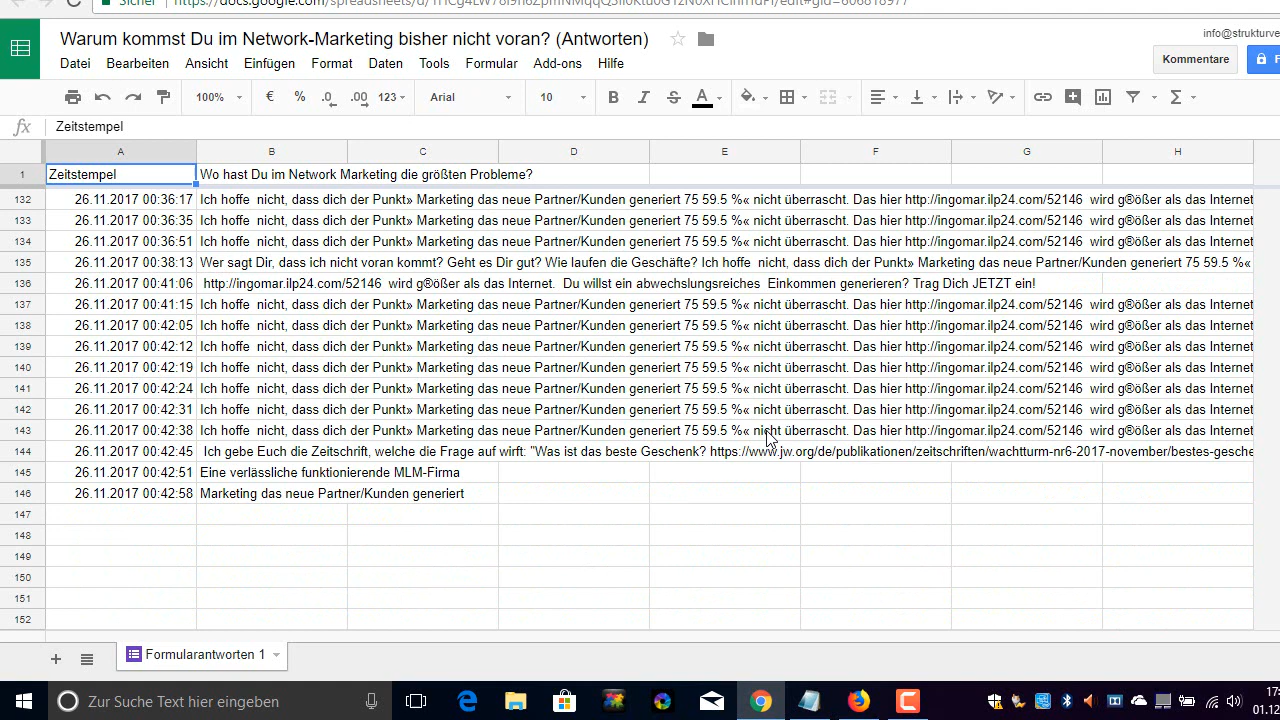 Sicher
Warum kommst Du im Network-Marketing bisher nicht voran? (Antworten)
info@strukturve
Datei Bearbeiten Ansicht Einfügen Format Daten Tools Formular Add-ons Hilfe
Kommentare
100% € % .0 .00 123 Arial 10 B I S A Σ
fx Zeitstempel
A B C D E F G H
1 Zeitstempel Wo hast Du im Network Marketing die größten Probleme?
132 26.11.2017 00:36:17 Ich hoffe  nicht, dass dich der Punkt» Marketing das neue Partner/Kunden generiert 75 59.5 %« nicht überrascht. Das hier http://ingomar.ilp24.com/52146  wird g®ößer als das Internet
133 26.11.2017 00:36:35 Ich hoffe  nicht, dass dich der Punkt» Marketing das neue Partner/Kunden generiert 75 59.5 %« nicht überrascht. Das hier http://ingomar.ilp24.com/52146  wird g®ößer als das Internet
134 26.11.2017 00:36:51 Ich hoffe  nicht, dass dich der Punkt» Marketing das neue Partner/Kunden generiert 75 59.5 %« nicht überrascht. Das hier http://ingomar.ilp24.com/52146  wird g®ößer als das Internet
135 26.11.2017 00:38:13 Wer sagt Dir, dass ich nicht voran kommt? Geht es Dir gut? Wie laufen die Geschäfte? Ich hoffe  nicht, dass dich der Punkt» Marketing das neue Partner/Kunden generiert 75 59.5 %«
136 26.11.2017 00:41:06 http://ingomar.ilp24.com/52146  wird g®ößer als das Internet.  Du willst ein abwechslungsreiches  Einkommen generieren? Trag Dich JETZT ein!
137 26.11.2017 00:41:15 Ich hoffe  nicht, dass dich der Punkt» Marketing das neue Partner/Kunden generiert 75 59.5 %« nicht überrascht. Das hier http://ingomar.ilp24.com/52146  wird g®ößer als das Internet
138 26.11.2017 00:42:05 Ich hoffe  nicht, dass dich der Punkt» Marketing das neue Partner/Kunden generiert 75 59.5 %« nicht überrascht. Das hier http://ingomar.ilp24.com/52146  wird g®ößer als das Internet
139 26.11.2017 00:42:12 Ich hoffe  nicht, dass dich der Punkt» Marketing das neue Partner/Kunden generiert 75 59.5 %« nicht überrascht. Das hier http://ingomar.ilp24.com/52146  wird g®ößer als das Internet
140 26.11.2017 00:42:19 Ich hoffe  nicht, dass dich der Punkt» Marketing das neue Partner/Kunden generiert 75 59.5 %« nicht überrascht. Das hier http://ingomar.ilp24.com/52146  wird g®ößer als das Internet
141 26.11.2017 00:42:24 Ich hoffe  nicht, dass dich der Punkt» Marketing das neue Partner/Kunden generiert 75 59.5 %« nicht überrascht. Das hier http://ingomar.ilp24.com/52146  wird g®ößer als das Internet
142 26.11.2017 00:42:31 Ich hoffe  nicht, dass dich der Punkt» Marketing das neue Partner/Kunden generiert 75 59.5 %« nicht überrascht. Das hier http://ingomar.ilp24.com/52146  wird g®ößer als das Internet
143 26.11.2017 00:42:38 Ich hoffe  nicht, dass dich der Punkt» Marketing das neue Partner/Kunden generiert 75 59.5 %« nicht überrascht. Das hier http://ingomar.ilp24.com/52146  wird g®ößer als das Internet
144 26.11.2017 00:42:45 Ich gebe Euch die Zeitschrift, welche die Frage auf wirft: "Was ist das beste Geschenk? https://www.jw.org/de/publikationen/zeitschriften/wachtturm-nr6-2017-november/bestes-gesche
145 26.11.2017 00:42:51 Eine verlässliche funktionierende MLM-Firma
146 26.11.2017 00:42:58 Marketing das neue Partner/Kunden generiert
147
148
149
150
151
152
Formularantworten 1
Zur Suche Text hier eingeben
17:
01.12